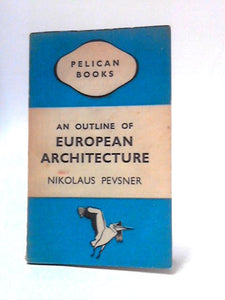 PELICAN
BOOKS
AN OUTLINE OF
EUROPEAN
ARCHITECTURE
NIKOLAUS PEVSNER